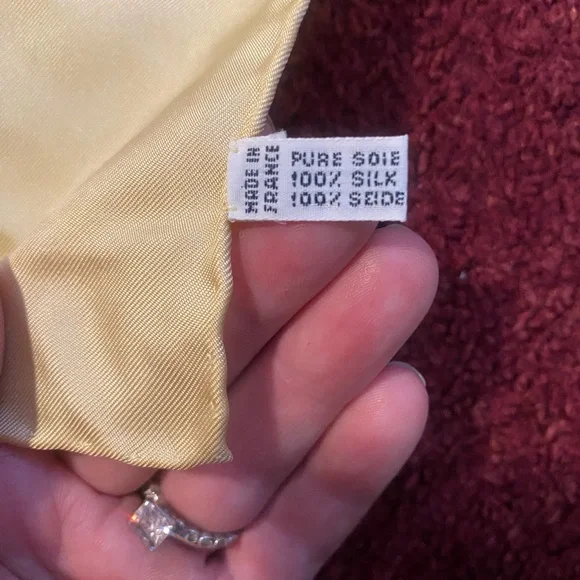 MADE IN
FRANCE
PURE SOIE
100% SILK
100% SEIDE